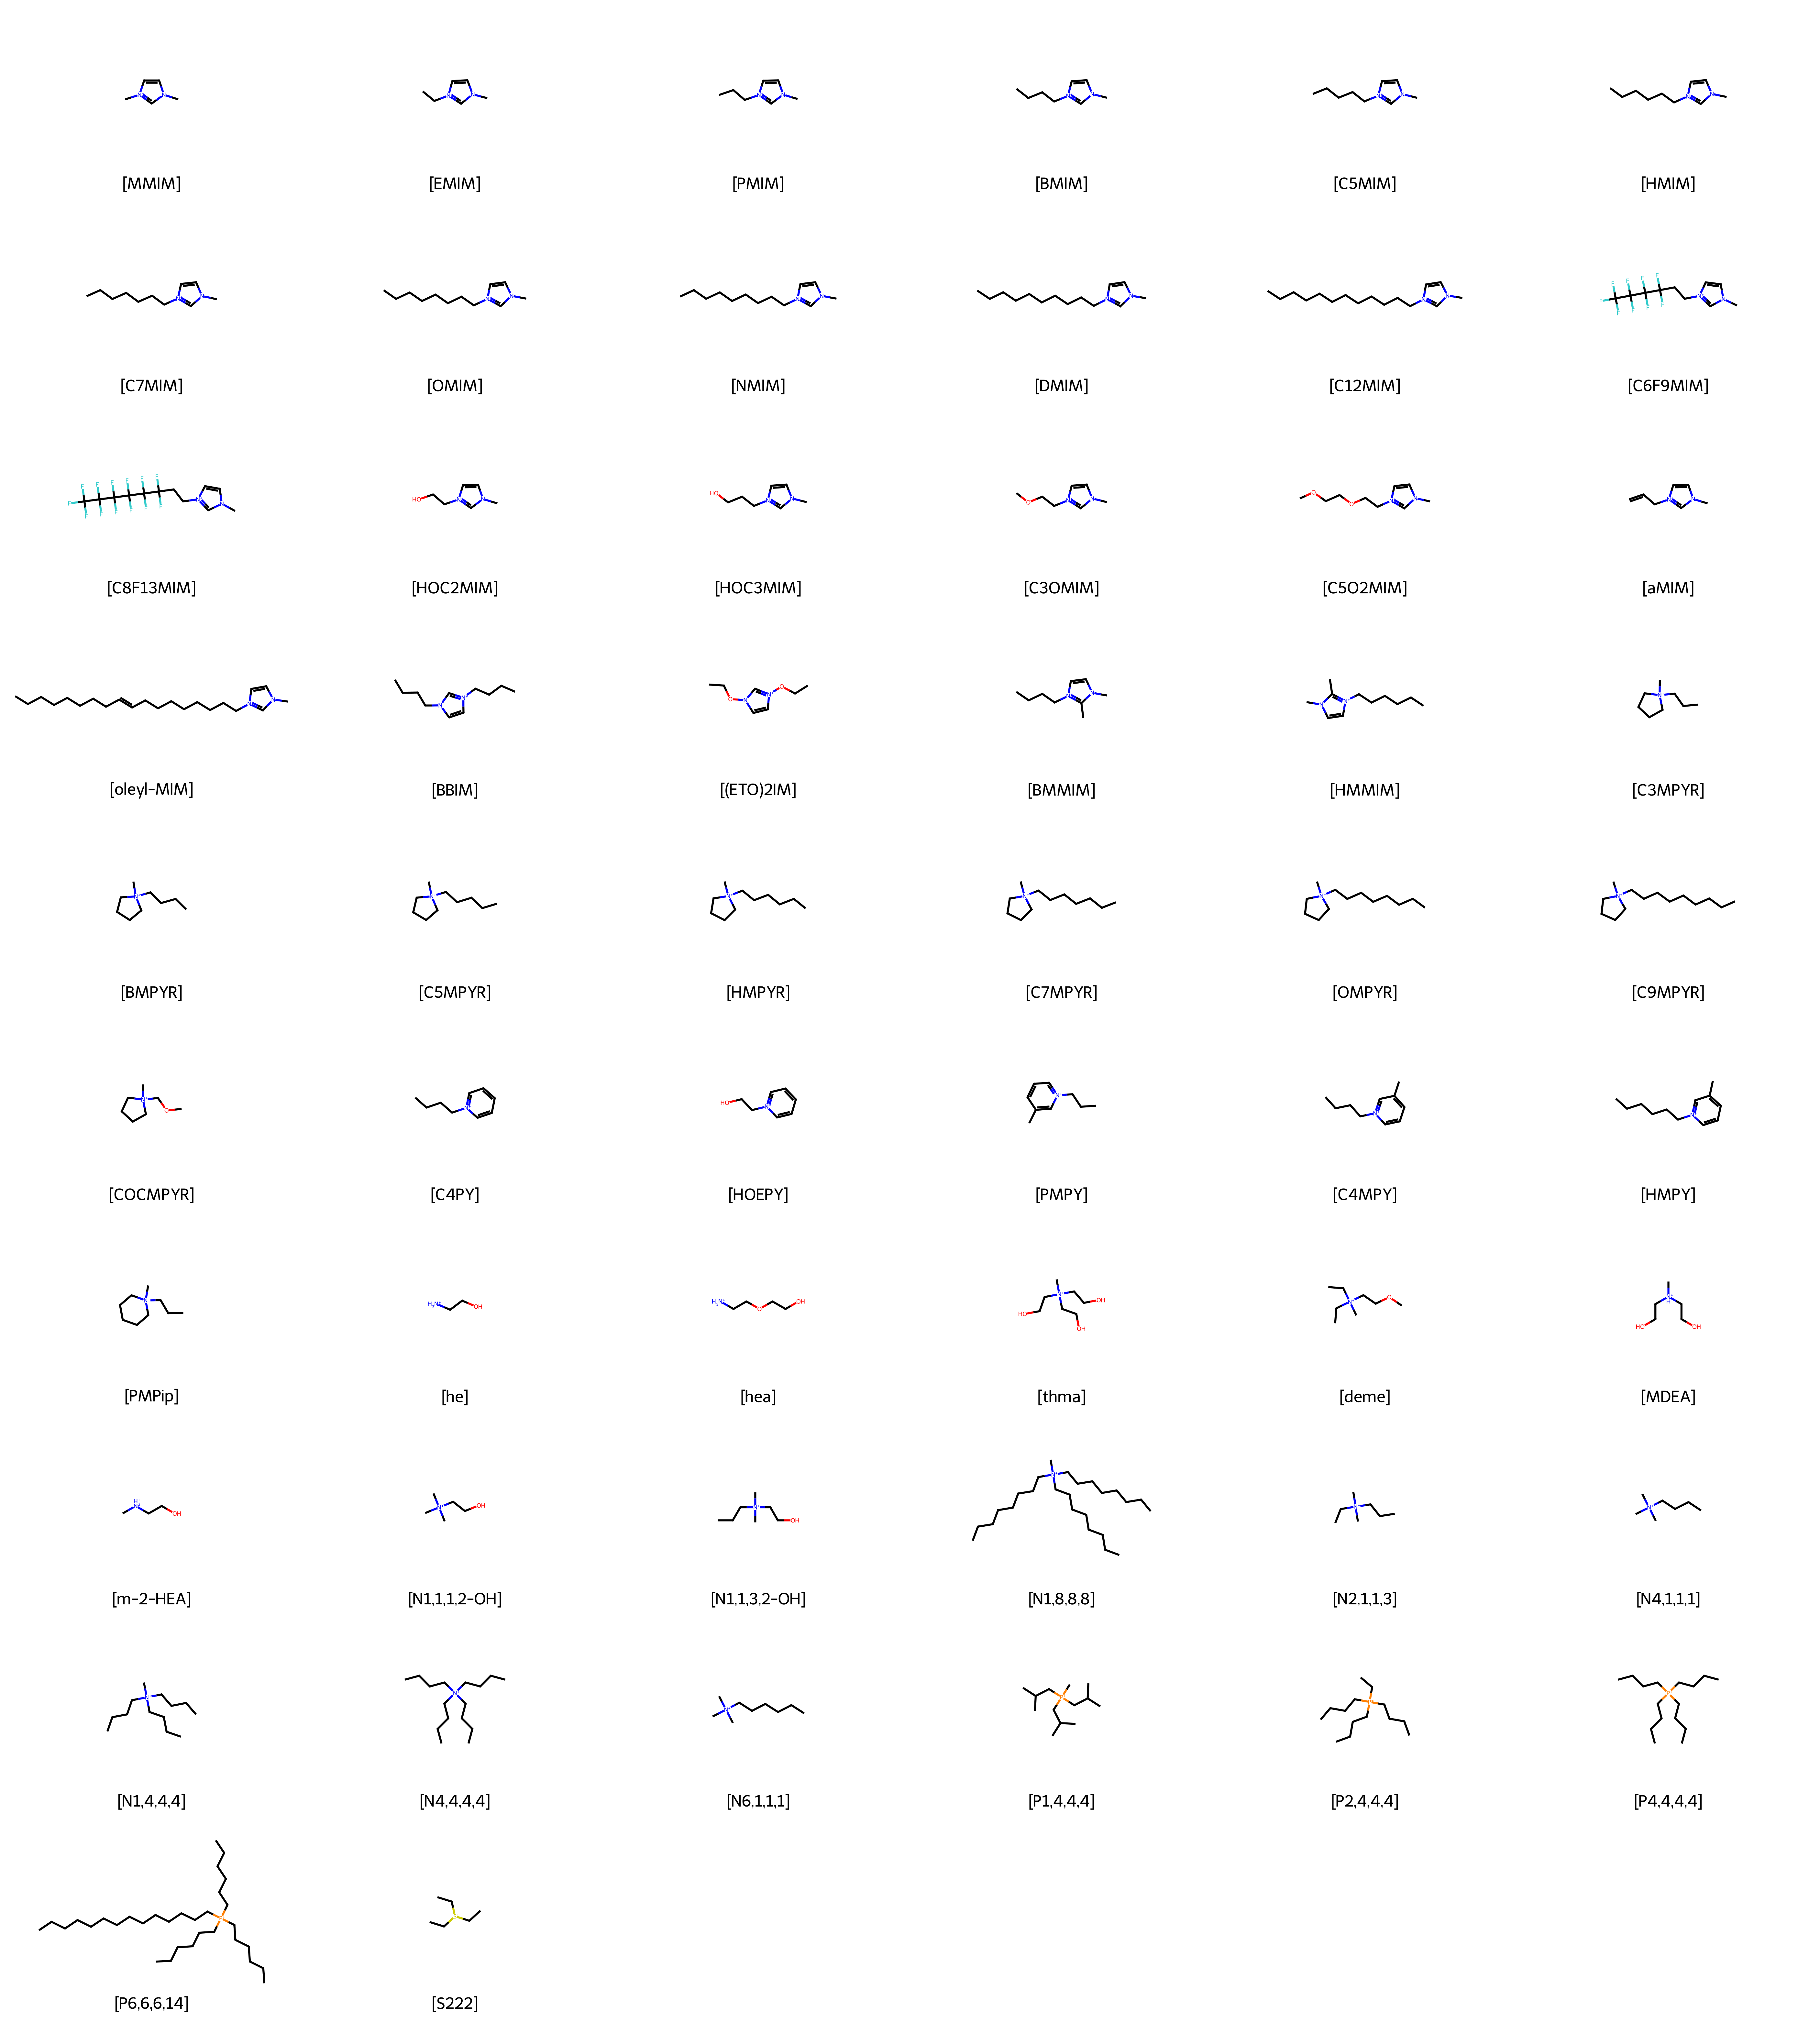 [MMIM] [EMIM] [PMIM] [BMIM] [C5MIM] [HMIM]
[C7MIM] [OMIM] [NMIM] [DMIM] [C12MIM] [C6F9MIM]
[C8F13MIM] [HOC2MIM] [HOC3MIM] [C3OMIM] [C5O2MIM] [aMIM]
[oleyl-MIM] [BBIM] [(ETO)2IM] [BMMIM] [HMMIM] [C3MPYR]
[BMPYR] [C5MPYR] [HMPYR] [C7MPYR] [OMPYR] [C9MPYR]
[COCMPYR] [C4PY] [HOEPY] [PMPY] [C4MPY] [HMPY]
[PMPip] [he] [hea] [thma] [deme] [MDEA]
[m-2-HEA] [N1,1,1,2-OH] [N1,1,3,2-OH] [N1,8,8,8] [N2,1,1,3] [N4,1,1,1]
[N1,4,4,4] [N4,4,4,4] [N6,1,1,1] [P1,4,4,4] [P2,4,4,4] [P4,4,4,4]
[P6,6,6,14] [S222]